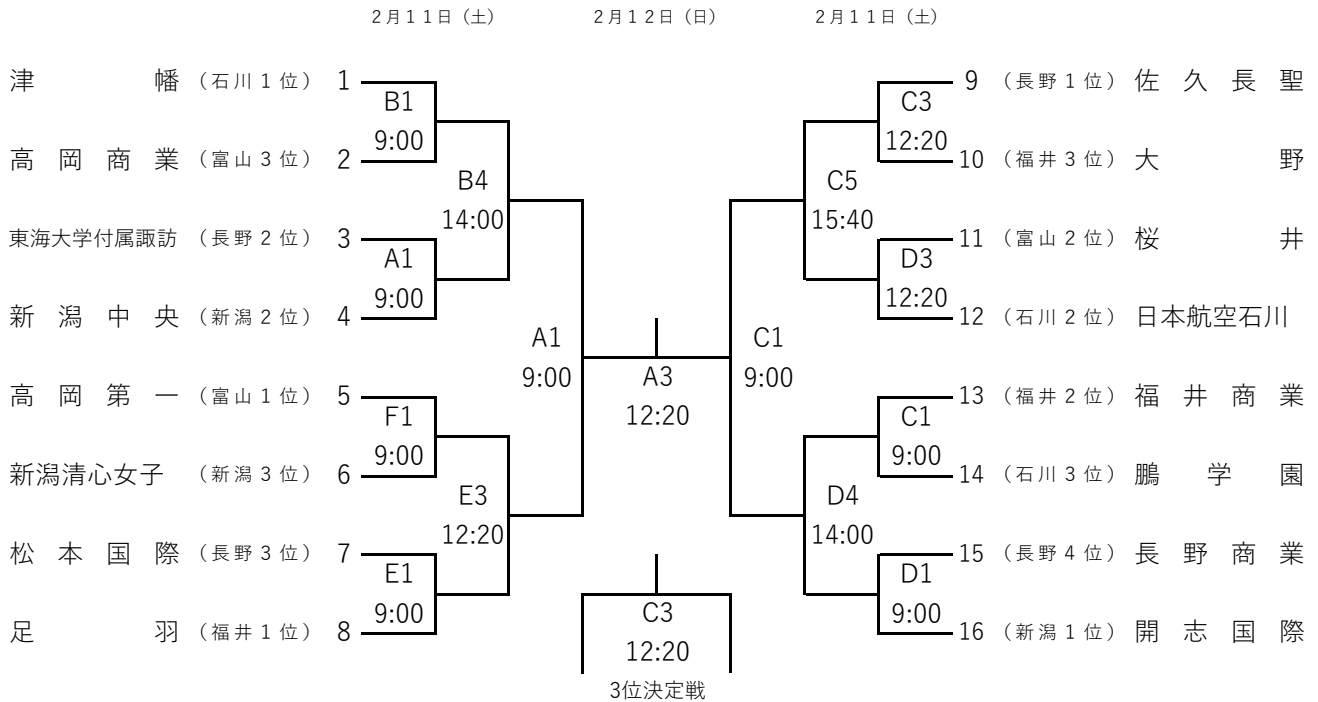 ２月１１日（土） ２月１２日（日） ２月１１日（土）
津幡 （石川１位） 1
B1
9:00
高岡商業 （富山３位） 2
B4
14:00
東海大学付属諏訪 （長野２位） 3
A1
9:00
新潟中央 （新潟２位） 4
A1
9:00
高岡第一 （富山１位） 5
F1
9:00
新潟清心女子 （新潟３位） 6
E3
12:20
松本国際 （長野３位） 7
E1
9:00
足羽 （福井１位） 8
A3
12:20
C3
12:20
3位決定戦
9 （長野１位） 佐久長聖
C3
12:20
10 （福井３位） 大野
C5
15:40
11 （富山２位） 桜井
D3
12:20
12 （石川２位） 日本航空石川
C1
9:00
13 （福井２位） 福井商業
C1
9:00
14 （石川３位） 鵬学園
D4
14:00
15 （長野４位） 長野商業
D1
9:00
16 （新潟１位） 開志国際